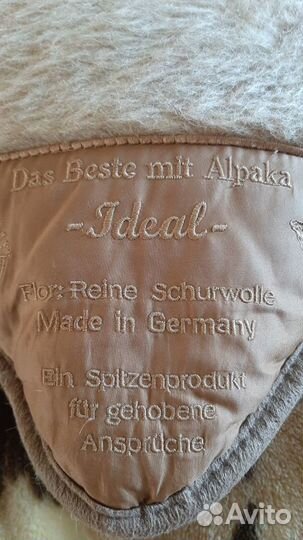 Das Beste mit Alpaka
-Ideal-
Flor: Reine Schurwolle
Made in Germany
Ein Spitzenprodukt
für gehobene
Ansprüche
Avito